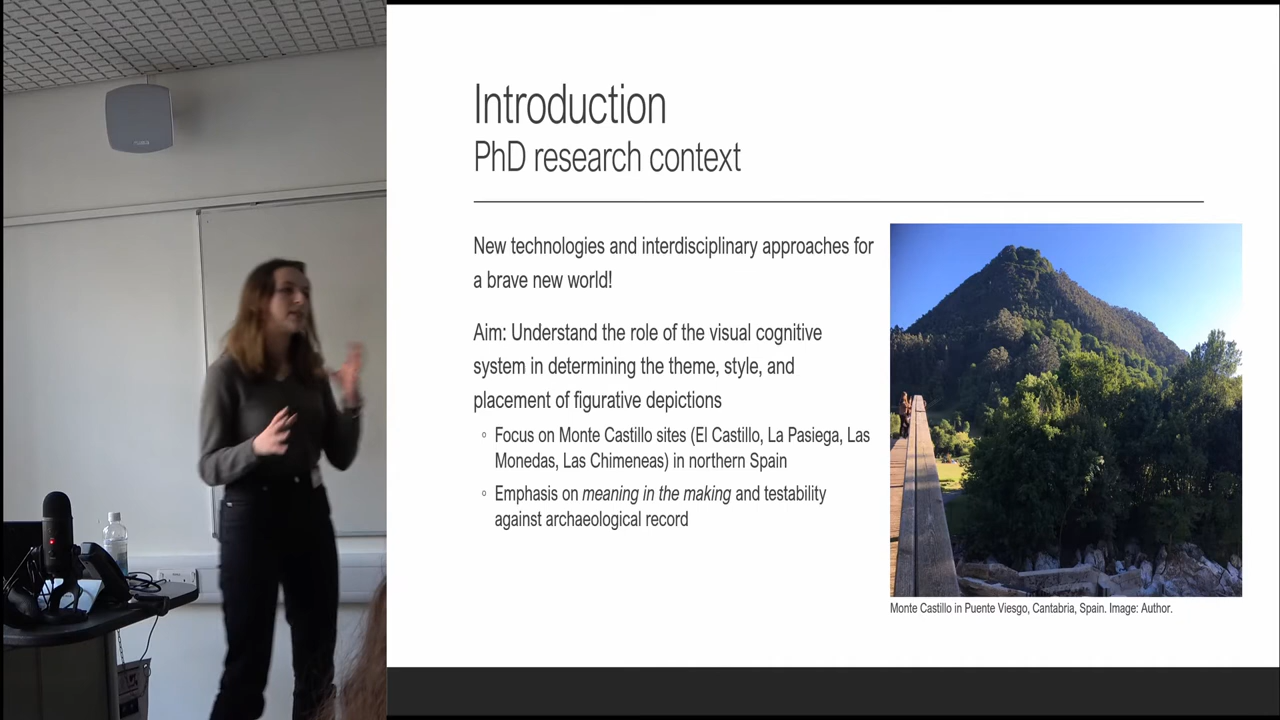 Introduction
PhD research context
New technologies and interdisciplinary approaches for
a brave new world!
Aim: Understand the role of the visual cognitive
system in determining the theme, style, and
placement of figurative depictions
◦ Focus on Monte Castillo sites (El Castillo, La Pasiega, Las
Monedas, Las Chimeneas) in northern Spain
◦ Emphasis on meaning in the making and testability
against archaeological record
Monte Castillo in Puente Viesgo, Cantabria, Spain. Image: Author.